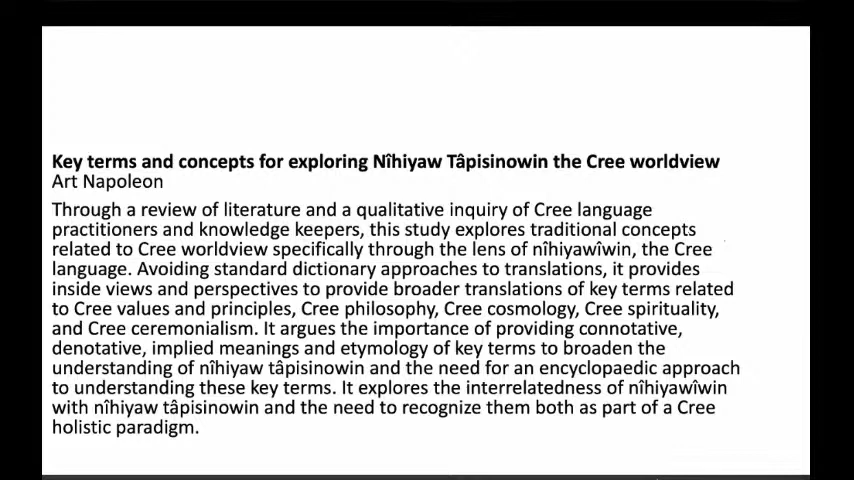 Key terms and concepts for exploring Nîhiyaw Tâpisinowin the Cree worldview
Art Napoleon
Through a review of literature and a qualitative inquiry of Cree language
practitioners and knowledge keepers, this study explores traditional concepts
related to Cree worldview specifically through the lens of nîhiyawîwin, the Cree
language. Avoiding standard dictionary approaches to translations, it provides
inside views and perspectives to provide broader translations of key terms related
to Cree values and principles, Cree philosophy, Cree cosmology, Cree spirituality,
and Cree ceremonialism. It argues the importance of providing connotative,
denotative, implied meanings and etymology of key terms to broaden the
understanding of nîhiyaw tâpisinowin and the need for an encyclopaedic approach
to understanding these key terms. It explores the interrelatedness of nîhiyawîwin
with nîhiyaw tâpisinowin and the need to recognize them both as part of a Cree
holistic paradigm.